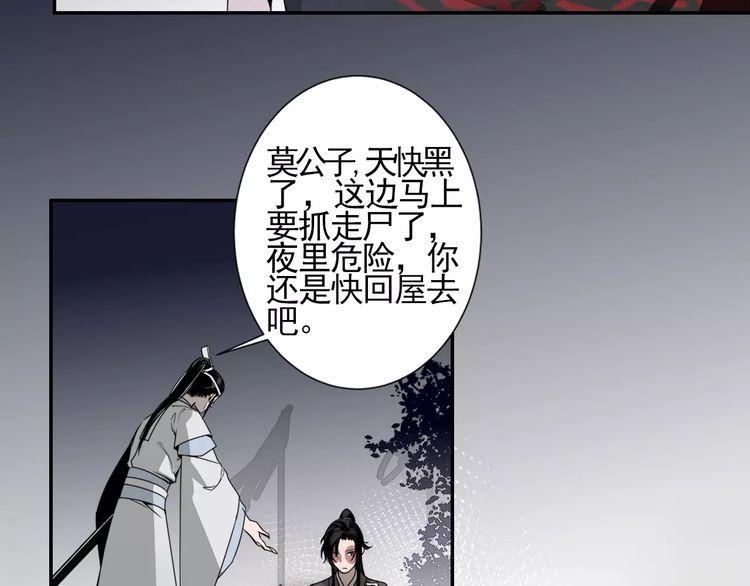 莫公子,天快黑
了，这边马上
要抓走尸了，
夜里危险，你
还是快回屋去
吧。